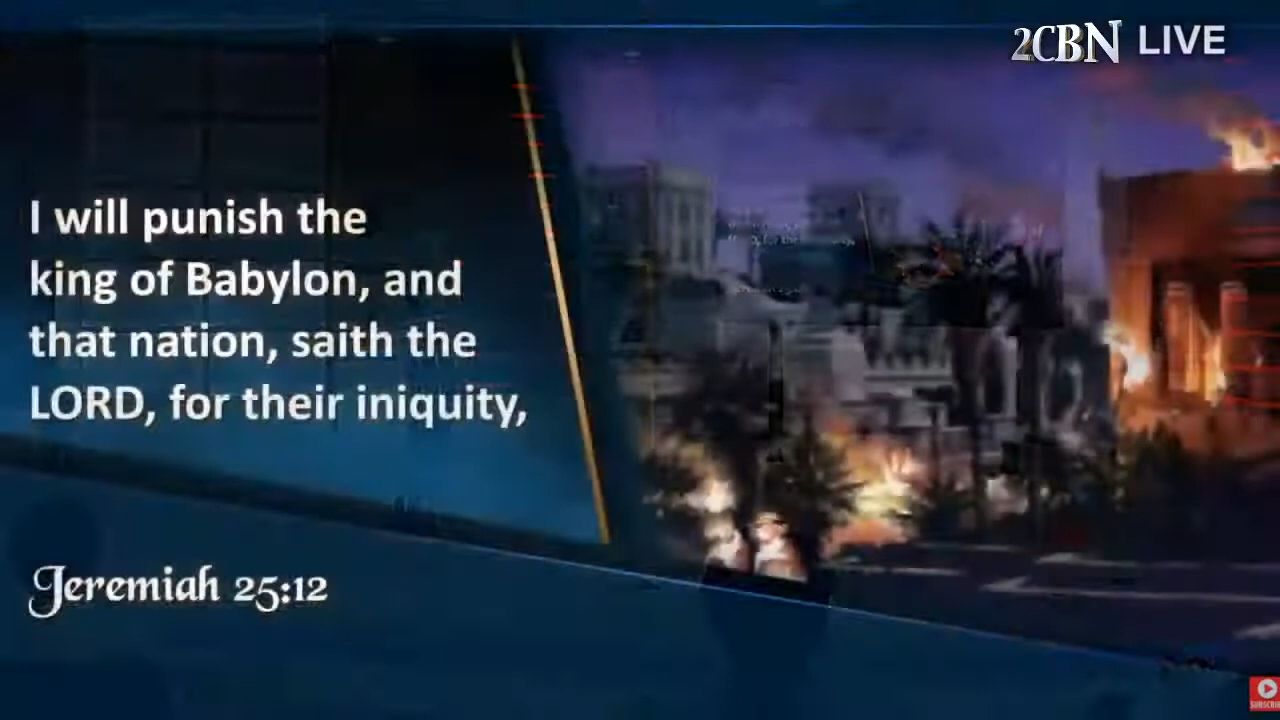 2CBN LIVE
I will punish the
king of Babylon, and
that nation, saith the
LORD, for their iniquity,
Jeremiah 25:12